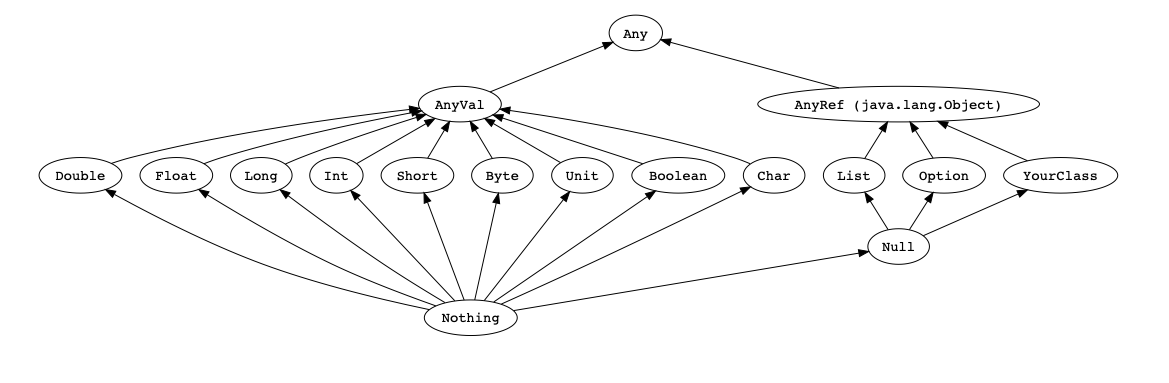 Any
AnyVal
AnyRef (java.lang.Object)
Double
Float
Long
Int
Short
Byte
Unit
Boolean
Char
List
Option
YourClass
Null
Nothing